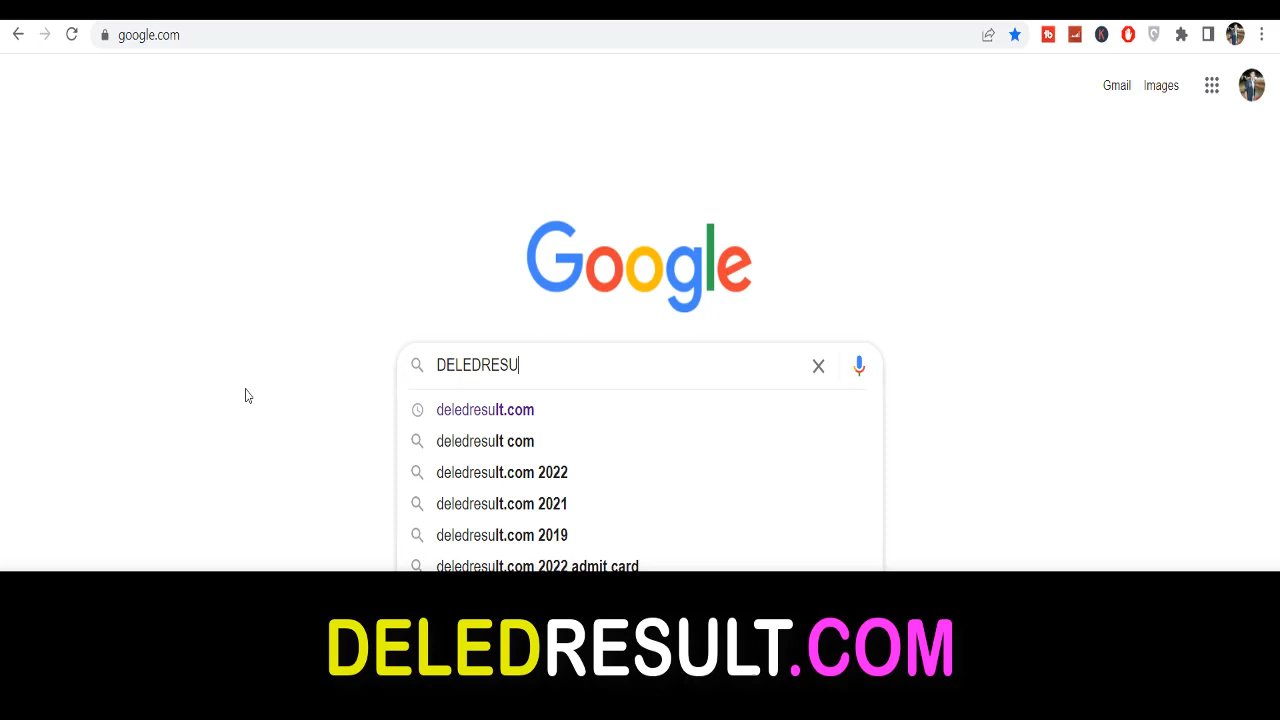 google.com
Gmail Images
Google
DELEDRESU
deledresult.com
deledresult com
deledresult.com 2022
deledresult.com 2021
deledresult.com 2019
deledresult.com 2022 admit card
DELEDRESULT.COM